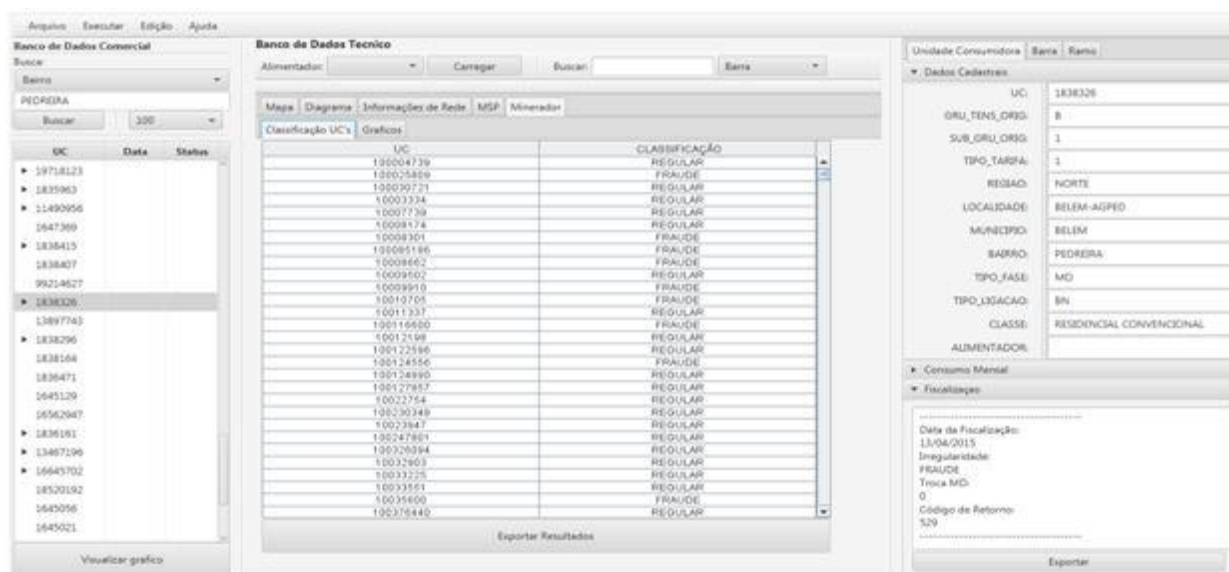 Arquivo Executar Edição Ajuda
Banco de Dados Comercial
Buscar
Bairro
PEDREIRA
Buscar 100
UC Data Status
19718123
1835963
11490956
1647369
1838415
1838407
99214627
1838326
13897743
1838296
1838164
1836471
1645129
16562947
1836161
13467196
16645702
18520192
1645056
1645021
Visualizar grafico
Banco de Dados Tecnico
Alimentador: Carregar Buscar: Barra
Mapa Diagrama Informações de Rede MSP Minerador
Classificação UC's Graficos
UC CLASSIFICAÇÃO
100004739 REGULAR
100025809 FRAUDE
100030721 REGULAR
10003334 REGULAR
10007739 REGULAR
10008174 REGULAR
10008301 FRAUDE
100085186 FRAUDE
10008662 FRAUDE
10009502 REGULAR
10009910 FRAUDE
10010705 FRAUDE
10011337 REGULAR
100116600 FRAUDE
10012198 REGULAR
100122596 REGULAR
100124556 FRAUDE
100124990 REGULAR
100127857 REGULAR
10022754 REGULAR
100230349 REGULAR
10023947 REGULAR
100247801 REGULAR
100326094 REGULAR
10032903 REGULAR
10033225 REGULAR
10033551 REGULAR
10035600 FRAUDE
100376440 REGULAR
Exportar Resultados
Unidade Consumidora Barra Ramo
Dados Cadastrais
UC: 1838326
GRU_TENS_ORIG: B
SUB_GRU_ORIG: 1
TIPO_TARIFA: 1
REGIAO: NORTE
LOCALIDADE: BELEM-AGPED
MUNICIPIO: BELEM
BAIRRO: PEDREIRA
TIPO_FASE: MO
TIPO_LIGACAO: BN
CLASSE: RESIDENCIAL CONVENCIONAL
ALIMENTADOR:
Consumo Mensal
Fiscalizaçao
Data da Fiscalização:
13/04/2015
Irregularidade:
FRAUDE
Troca MD:
0
Código de Retorno:
529
Exportar